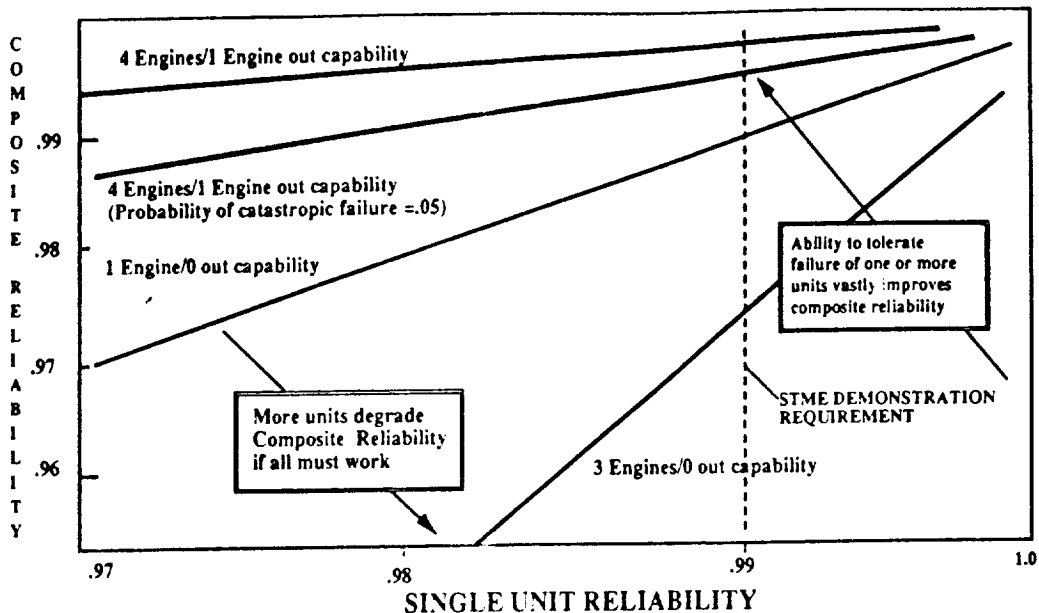 COMPOSITE RELIABILITY
.99
.98
.97
.96
4 Engines/1 Engine out capability
4 Engines/1 Engine out capability
(Probability of catastropic failure =.05)
1 Engine/0 out capability
Ability to tolerate
failure of one or more
units vastly improves
composite reliability
More units degrade
Composite Reliability
if all must work
STME DEMONSTRATION
REQUIREMENT
3 Engines/0 out capability
.97
.98
.99
1.0
SINGLE UNIT RELIABILITY